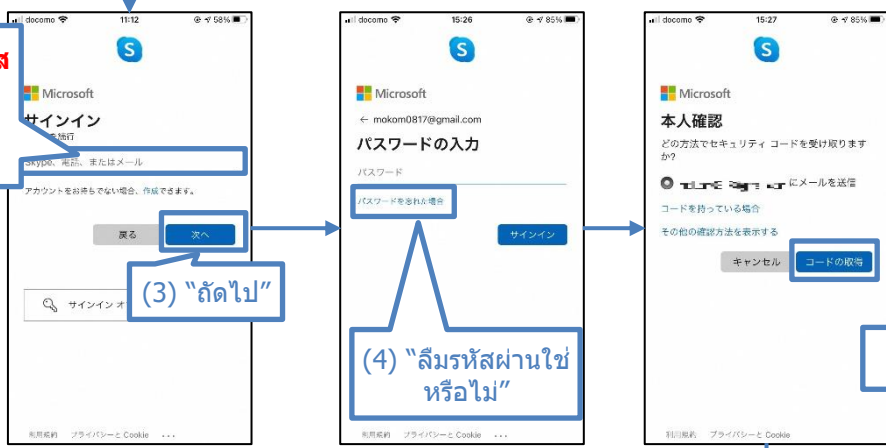 docomo 11:12 58%
S
Microsoft
サインイン
を続行
Skype、電話、またはメール
アカウントをお持ちでない場合、作成できます。
戻る 次へ
(3) “ถัดไป”
サインイン オ
利用規約 プライバシーと Cookie ...
docomo 15:26 85%
S
Microsoft
← mokom0817@gmail.com
パスワードの入力
パスワード
パスワードを忘れた場合
サインイン
(4) “ลืมรหัสผ่านใช่
หรือไม่”
利用規約 プライバシーと Cookie ...
docomo 15:27 85%
S
Microsoft
本人確認
どの方法でセキュリティ コードを受け取ります
か?
にメールを送信
コードを持っている場合
その他の確認方法を表示する
キャンセル コードの取得
利用規約 プライバシーと Cookie